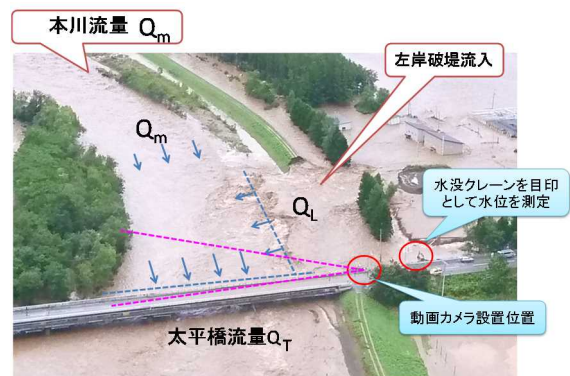 本川流量 Qm
左岸破堤流入
Qm
QL
水没クレーンを目印
として水位を測定
動画カメラ設置位置
太平橋流量QT